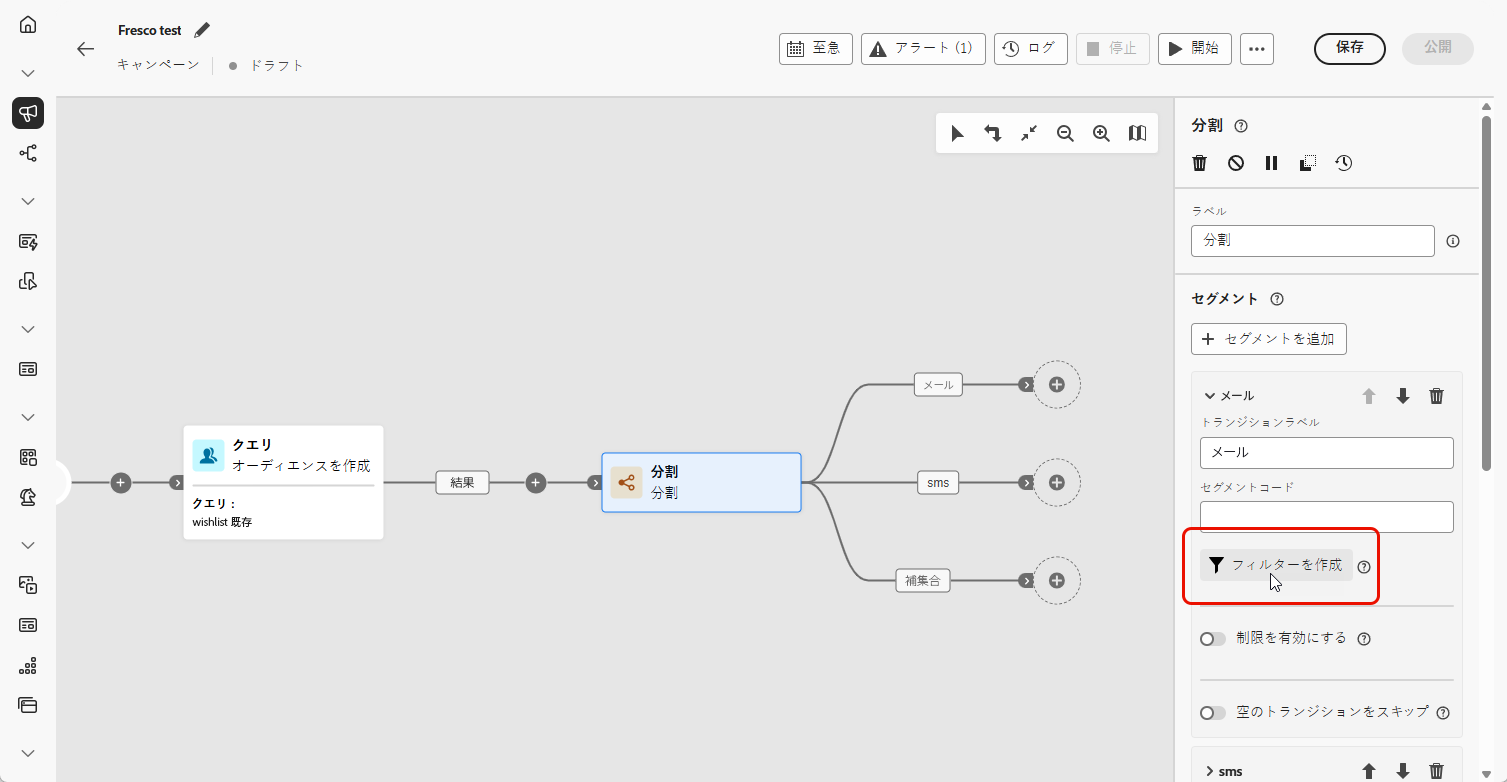 Fresco test
キャンペーン
ドラフト
至急
アラート (1)
ログ
停止
開始
保存
公開
クエリ
オーディエンスを作成
クエリ：
wishlist 既存
結果
分割
分割
メール
sms
補集合
分割
ラベル
分割
セグメント
セグメントを追加
メール
トランジションラベル
メール
セグメントコード
フィルターを作成
制限を有効にする
空のトランジションをスキップ
sms